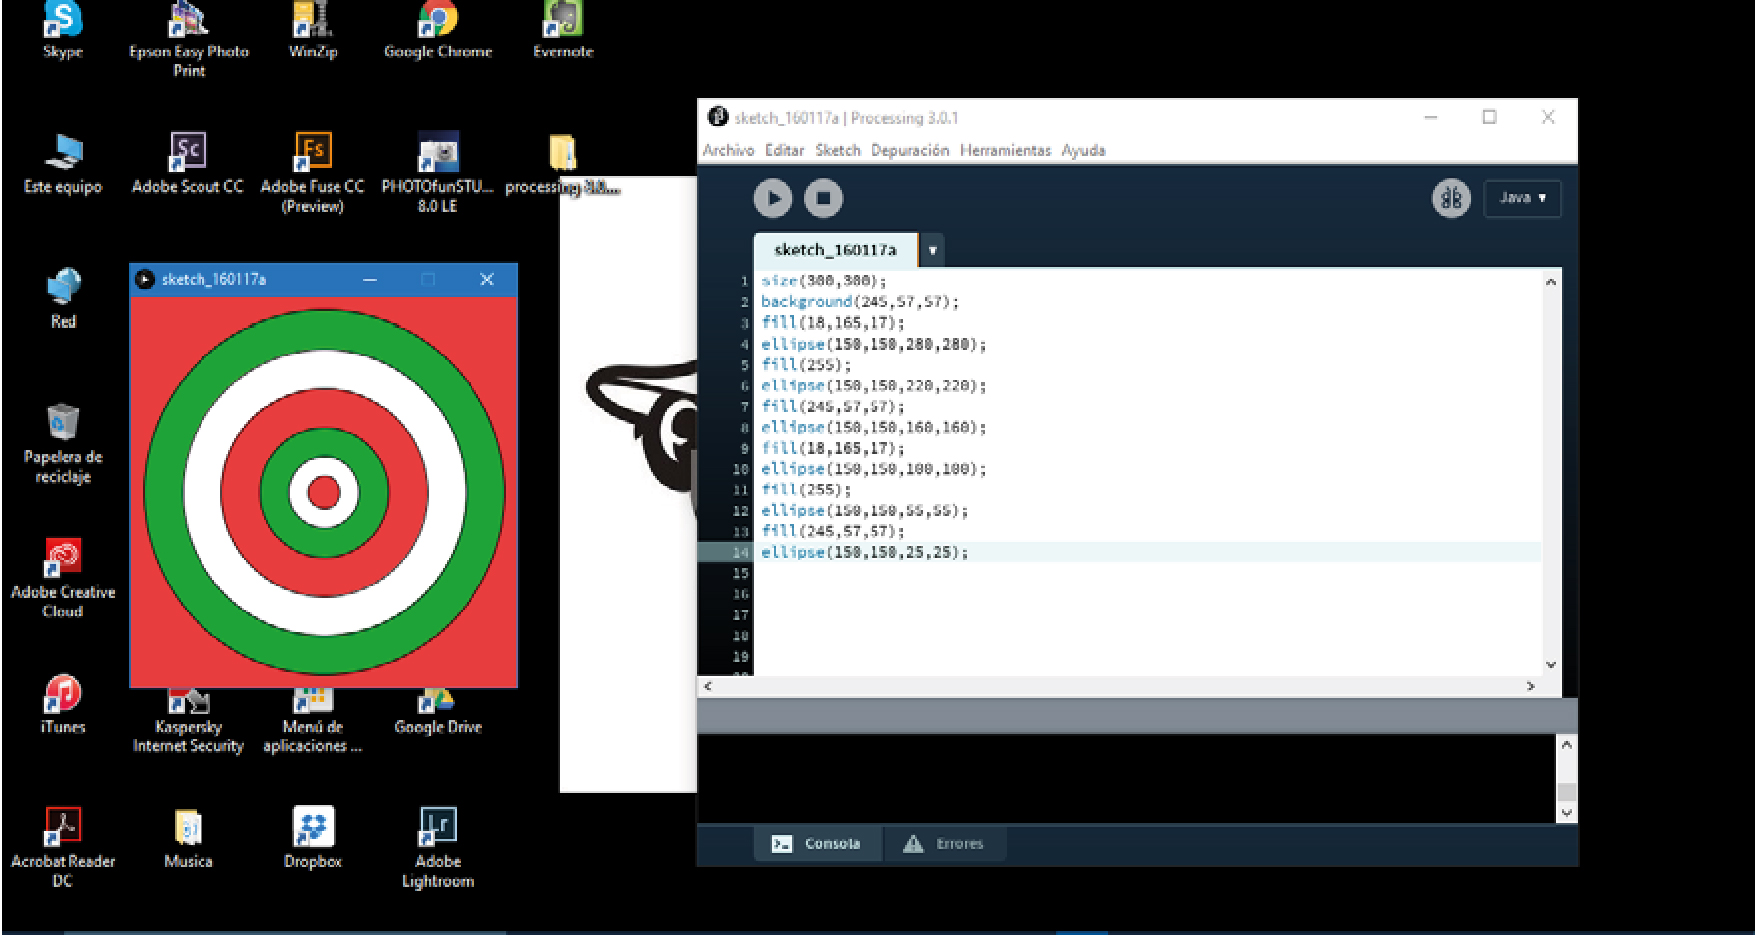 Skype
Epson Easy Photo
Print
WinZip
Google Chrome
Evernote
Este equipo
Adobe Scout CC
Adobe Fuse CC
(Preview)
PHOTOfunSTU...
8.0 LE
processing-3.0....
Red
Papelera de
reciclaje
Adobe Creative
Cloud
iTunes
Kaspersky
Internet Security
Menú de
aplicaciones ...
Google Drive
Acrobat Reader
DC
Musica
Dropbox
Adobe
Lightroom
Sc
Fs
Lr
sketch_160117a
sketch_160117a | Processing 3.0.1
Archivo Editar Sketch Depuración Herramientas Ayuda
Java
sketch_160117a
1 size(300,300);
2 background(245,57,57);
3 fill(18,165,17);
4 ellipse(150,150,280,280);
5 fill(255);
6 ellipse(150,150,220,220);
7 fill(245,57,57);
8 ellipse(150,150,160,160);
9 fill(18,165,17);
10 ellipse(150,150,100,100);
11 fill(255);
12 ellipse(150,150,55,55);
13 fill(245,57,57);
14 ellipse(150,150,25,25);
15
16
17
18
19
Consola
Errores